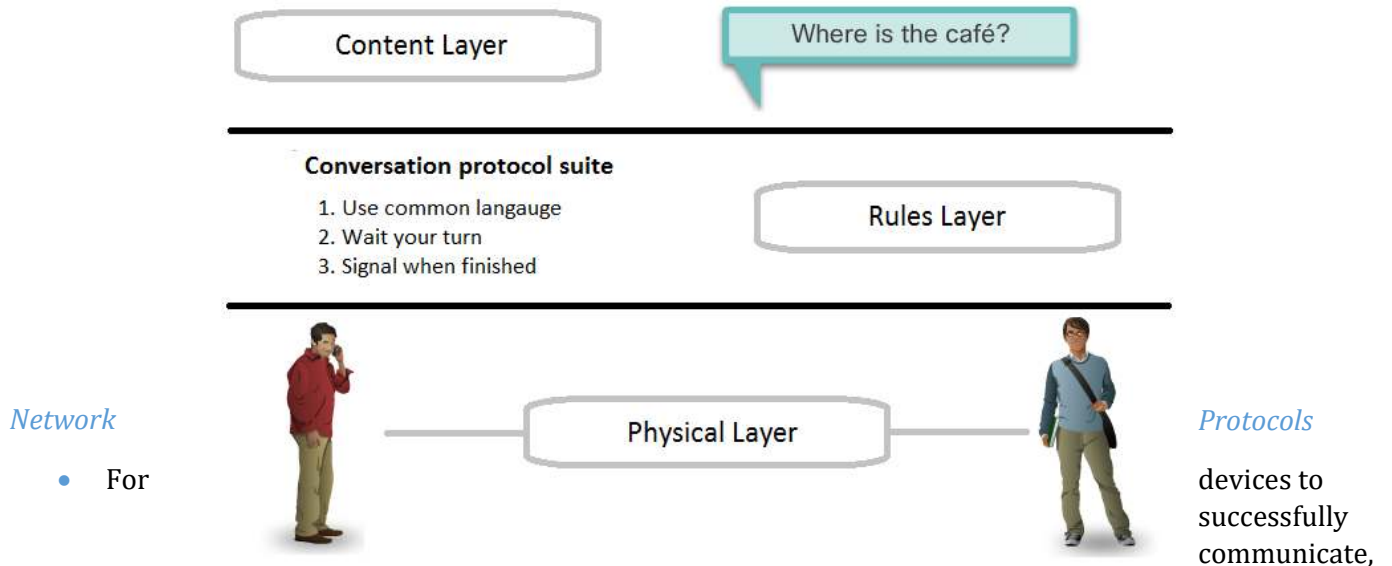 Content Layer
Where is the café?
Conversation protocol suite
1. Use common langauge
2. Wait your turn
3. Signal when finished
Rules Layer
Physical Layer
Network Protocols
• For devices to
successfully
communicate,